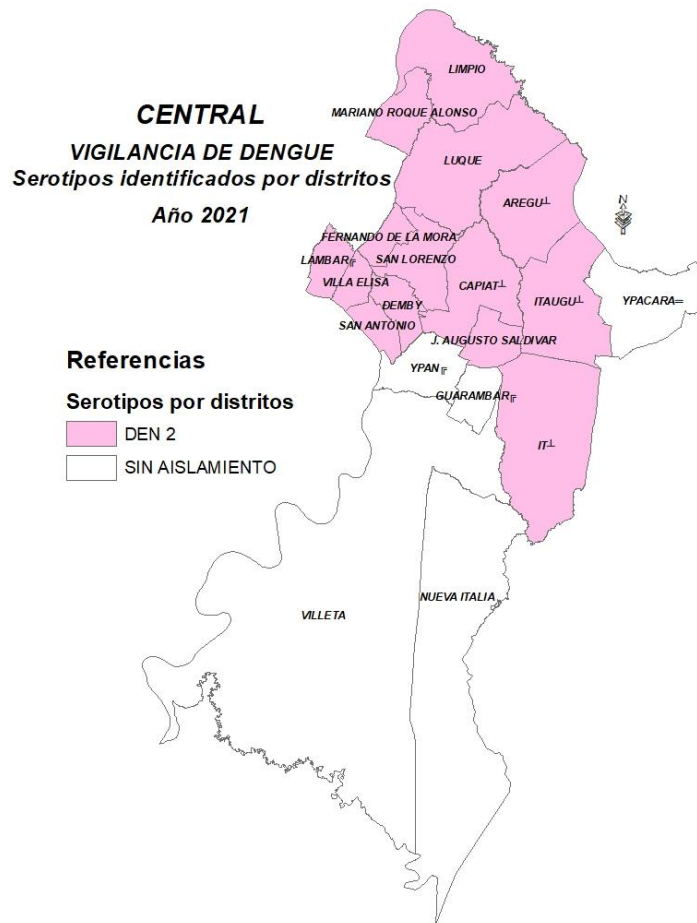 CENTRAL
VIGILANCIA DE DENGUE
Serotipos identificados por distritos
Año 2021
N
LIMPIO
MARIANO ROQUE ALONSO
LUQUE
AREGU┴
FERNANDO DE LA MORA
LAMBAR╔
SAN LORENZO
VILLA ELISA
CAPIAT┴
ITAUGU┴
YPACARA═
ÐEMBY
SAN ANTONIO
J. AUGUSTO SALDIVAR
YPAN╔
GUARAMBAR╔
IT┴
Referencias
Serotipos por distritos
DEN 2
SIN AISLAMIENTO
VILLETA
NUEVA ITALIA